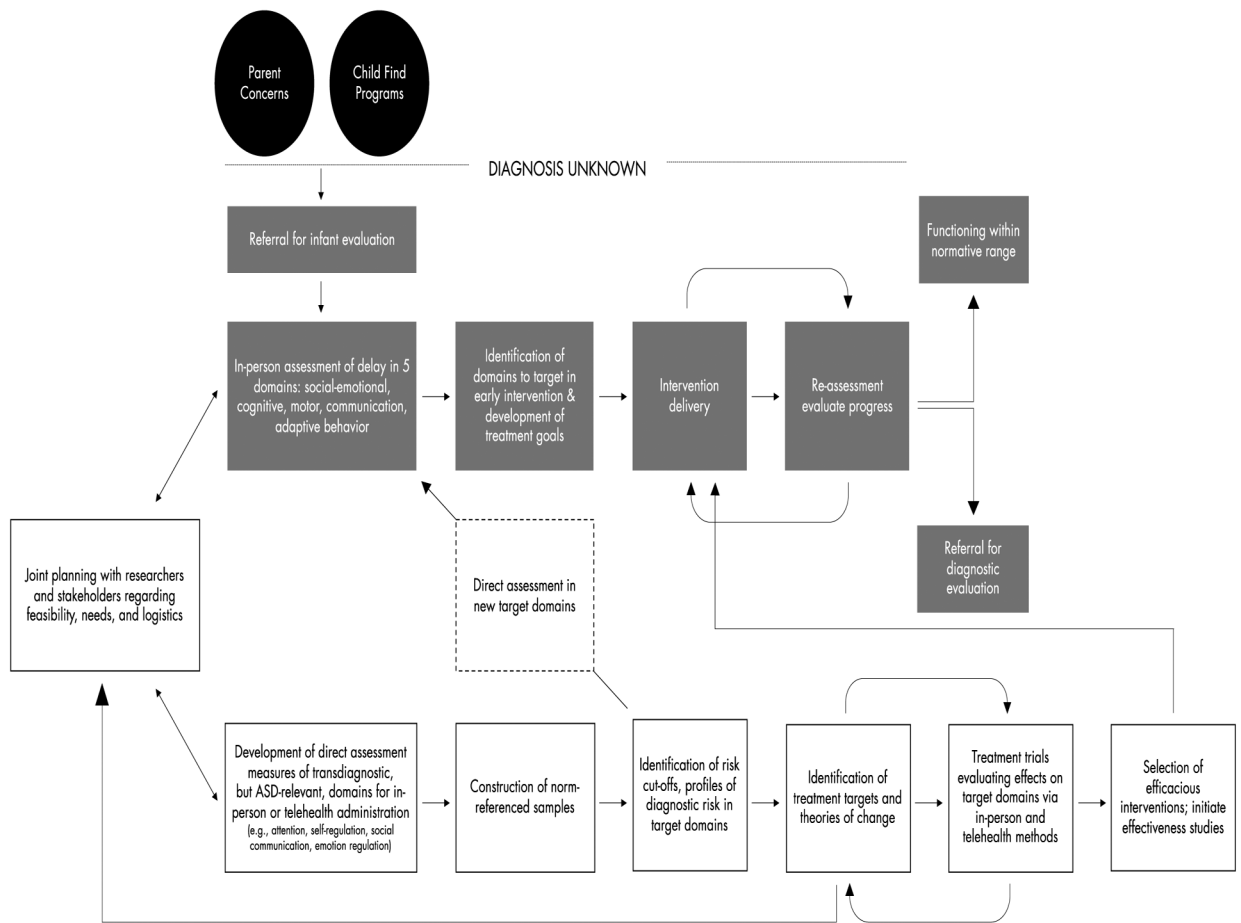 Parent
Concerns
Child Find
Programs
DIAGNOSIS UNKNOWN
Referral for infant evaluation
Functioning within
normative range
In-person assessment of delay in 5
domains: social-emotional,
cognitive, motor, communication,
adaptive behavior
Identification of
domains to target in
early intervention &
development of
treatment goals
Intervention
delivery
Re-assessment
evaluate progress
Referral for
diagnostic
evaluation
Joint planning with researchers
and stakeholders regarding
feasibility, needs, and logistics
Direct assessment in
new target domains
Development of direct assessment
measures of transdiagnostic,
but ASD-relevant, domains for in-
person or telehealth administration
(e.g., attention, self-regulation, social
communication, emotion regulation)
Construction of norm-
referenced samples
Identification of risk
cut-offs, profiles of
diagnostic risk in
target domains
Identification of
treatment targets and
theories of change
Treatment trials
evaluating effects on
target domains via
in-person and
telehealth methods
Selection of
efficacious
interventions; initiate
effectiveness studies